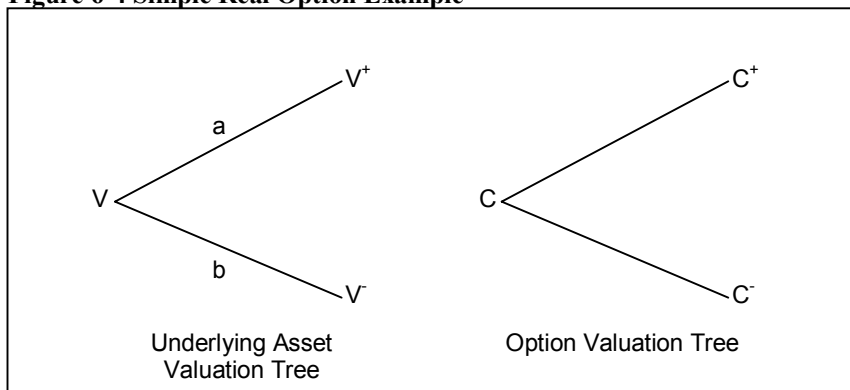 Figure 6-4 Simple Real Option Example
V⁺
C⁺
a
V
C
b
V⁻
C⁻
Underlying Asset
Valuation Tree
Option Valuation Tree